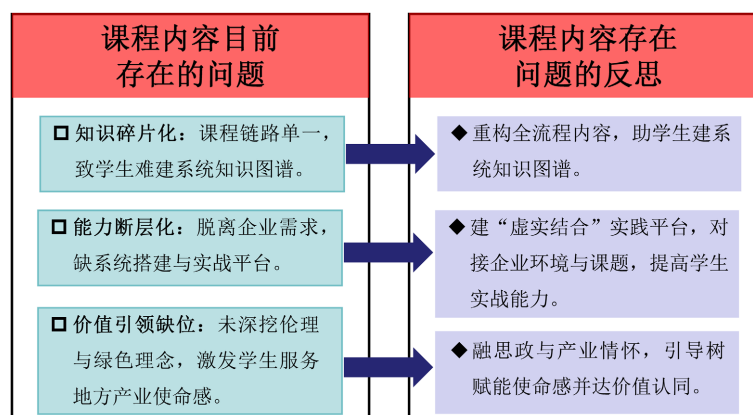 课程内容目前
存在的问题
知识碎片化：课程链路单一，
致学生难建系统知识图谱。
能力断层化：脱离企业需求，
缺系统搭建与实战平台。
价值引领缺位：未深挖伦理
与绿色理念，激发学生服务
地方产业使命感。
课程内容存在
问题的反思
重构全流程内容，助学生建系
统知识图谱。
建“虚实结合”实践平台，对
接企业环境与课题，提高学生
实战能力。
融思政与产业情怀，引导树
赋能使命感并达价值认同。